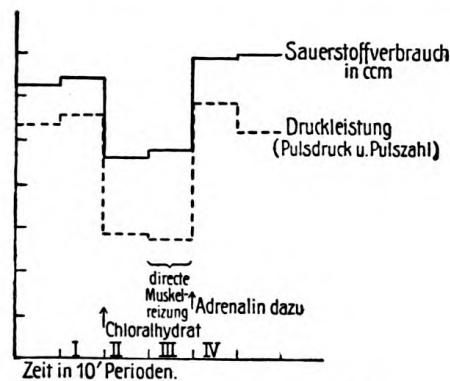 Sauerstoffverbrauch
in ccm
Druckleistung
(Pulsdruck u. Pulszahl)
directe
Muskel-
reizung
Adrenalin dazu
Chloralhydrat
I II III IV
Zeit in 10' Perioden.